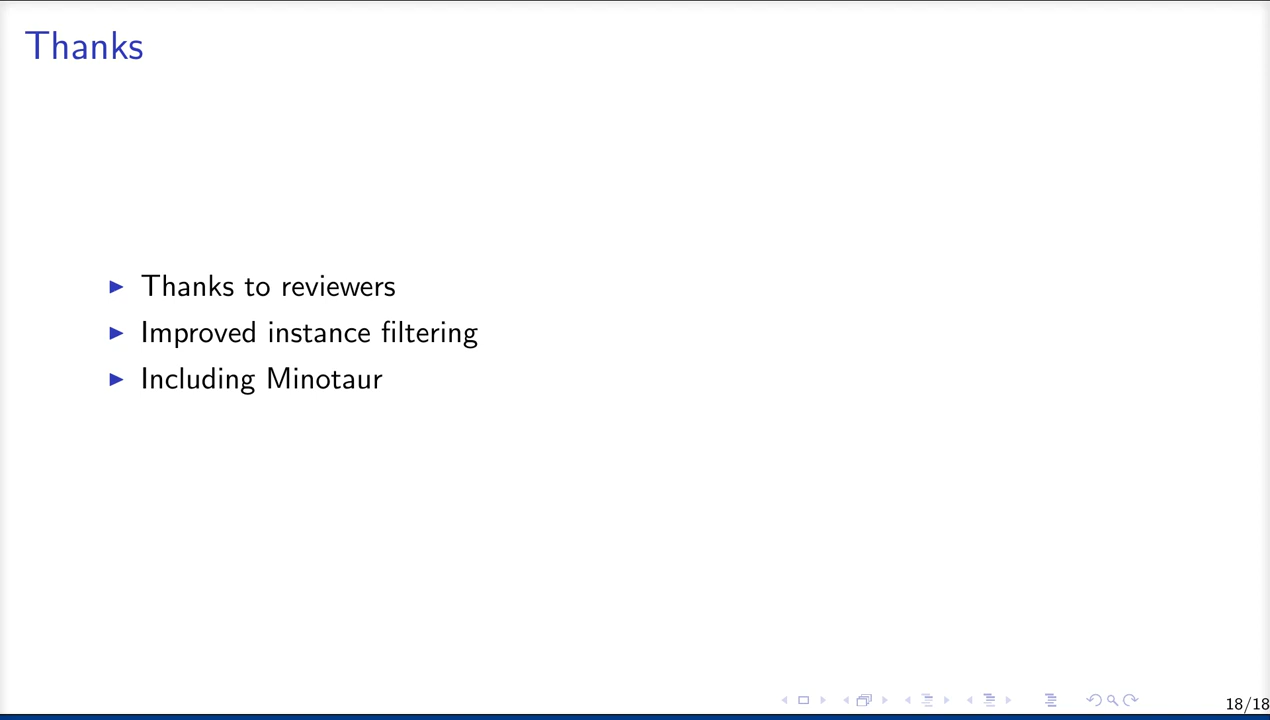 Thanks
Thanks to reviewers
Improved instance filtering
Including Minotaur
18/18